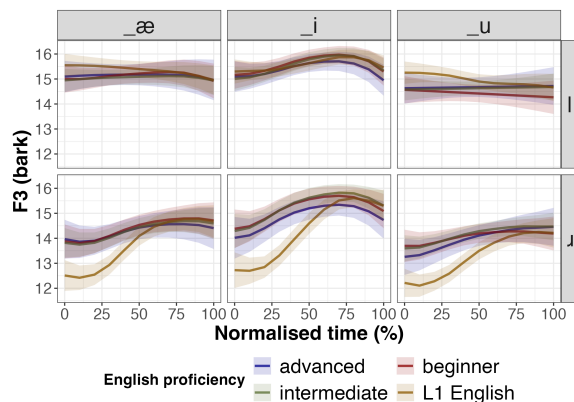 _æ _i _u
16
15
14
13
12
l
F3 (bark)
16
15
14
13
12
ɹ
0 25 50 75 100 0 25 50 75 100 0 25 50 75 100
Normalised time (%)
English proficiency
advanced beginner
intermediate L1 English